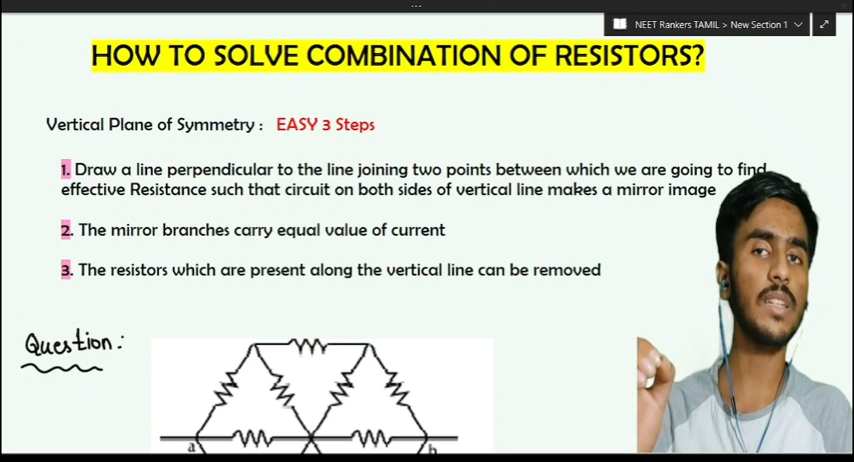 ...
NEET Rankers TAMIL > New Section 1
HOW TO SOLVE COMBINATION OF RESISTORS?
Vertical Plane of Symmetry : EASY 3 Steps
1. Draw a line perpendicular to the line joining two points between which we are going to find
effective Resistance such that circuit on both sides of vertical line makes a mirror image
2. The mirror branches carry equal value of current
3. The resistors which are present along the vertical line can be removed
Question:
a b